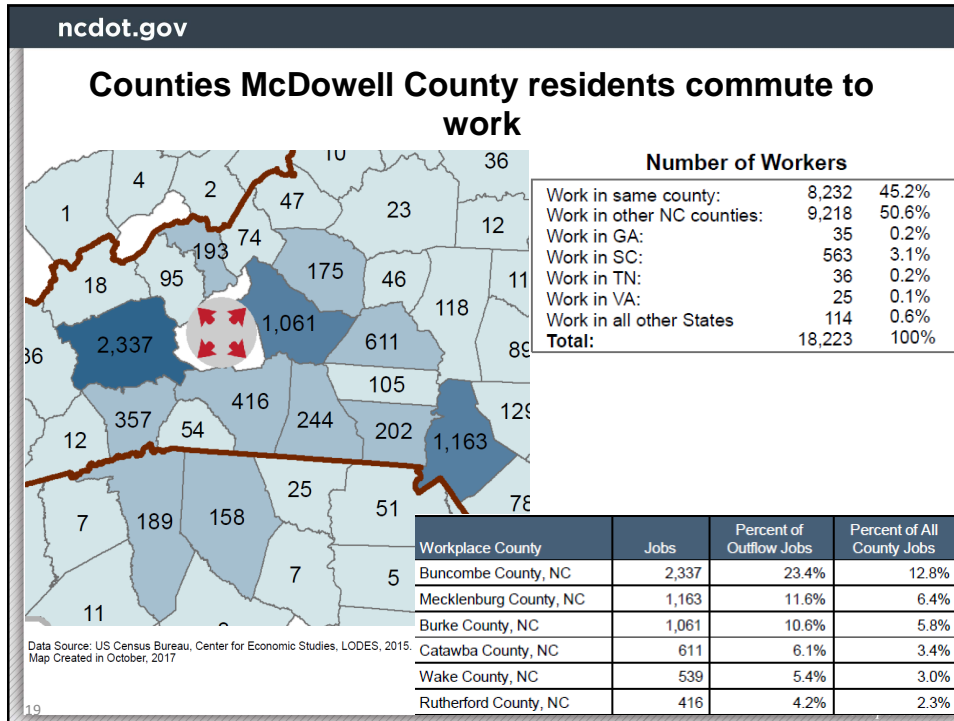 ncdot.gov
Counties McDowell County residents commute to
work
10
36
4
2
47
23
1
12
193
74
175
46
11
18
95
118
1,061
2,337
611
36
89
105
416
357
244
129
54
202
1,163
12
25
51
78
7
189
158
7
5
11
Number of Workers
Work in same county: 8,232 45.2%
Work in other NC counties: 9,218 50.6%
Work in GA: 35 0.2%
Work in SC: 563 3.1%
Work in TN: 36 0.2%
Work in VA: 25 0.1%
Work in all other States 114 0.6%
Total: 18,223 100%
Workplace County Jobs Percent of Outflow Jobs Percent of All County Jobs
Buncombe County, NC 2,337 23.4% 12.8%
Mecklenburg County, NC 1,163 11.6% 6.4%
Burke County, NC 1,061 10.6% 5.8%
Catawba County, NC 611 6.1% 3.4%
Wake County, NC 539 5.4% 3.0%
Rutherford County, NC 416 4.2% 2.3%
Data Source: US Census Bureau, Center for Economic Studies, LODES, 2015.
Map Created in October, 2017
19